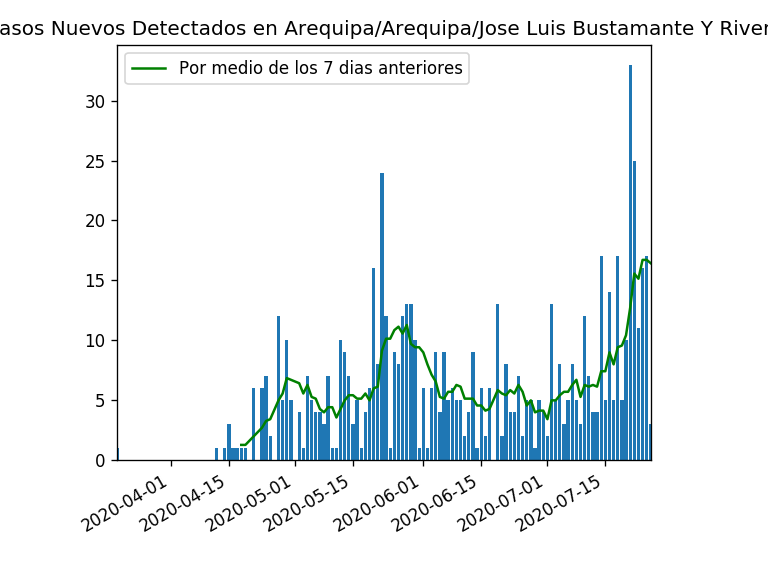 asos Nuevos Detectados en Arequipa/Arequipa/Jose Luis Bustamante Y River
Por medio de los 7 dias anteriores
30
25
20
15
10
5
0
2020-04-01 2020-04-15 2020-05-01 2020-05-15 2020-06-01 2020-06-15 2020-07-01 2020-07-15